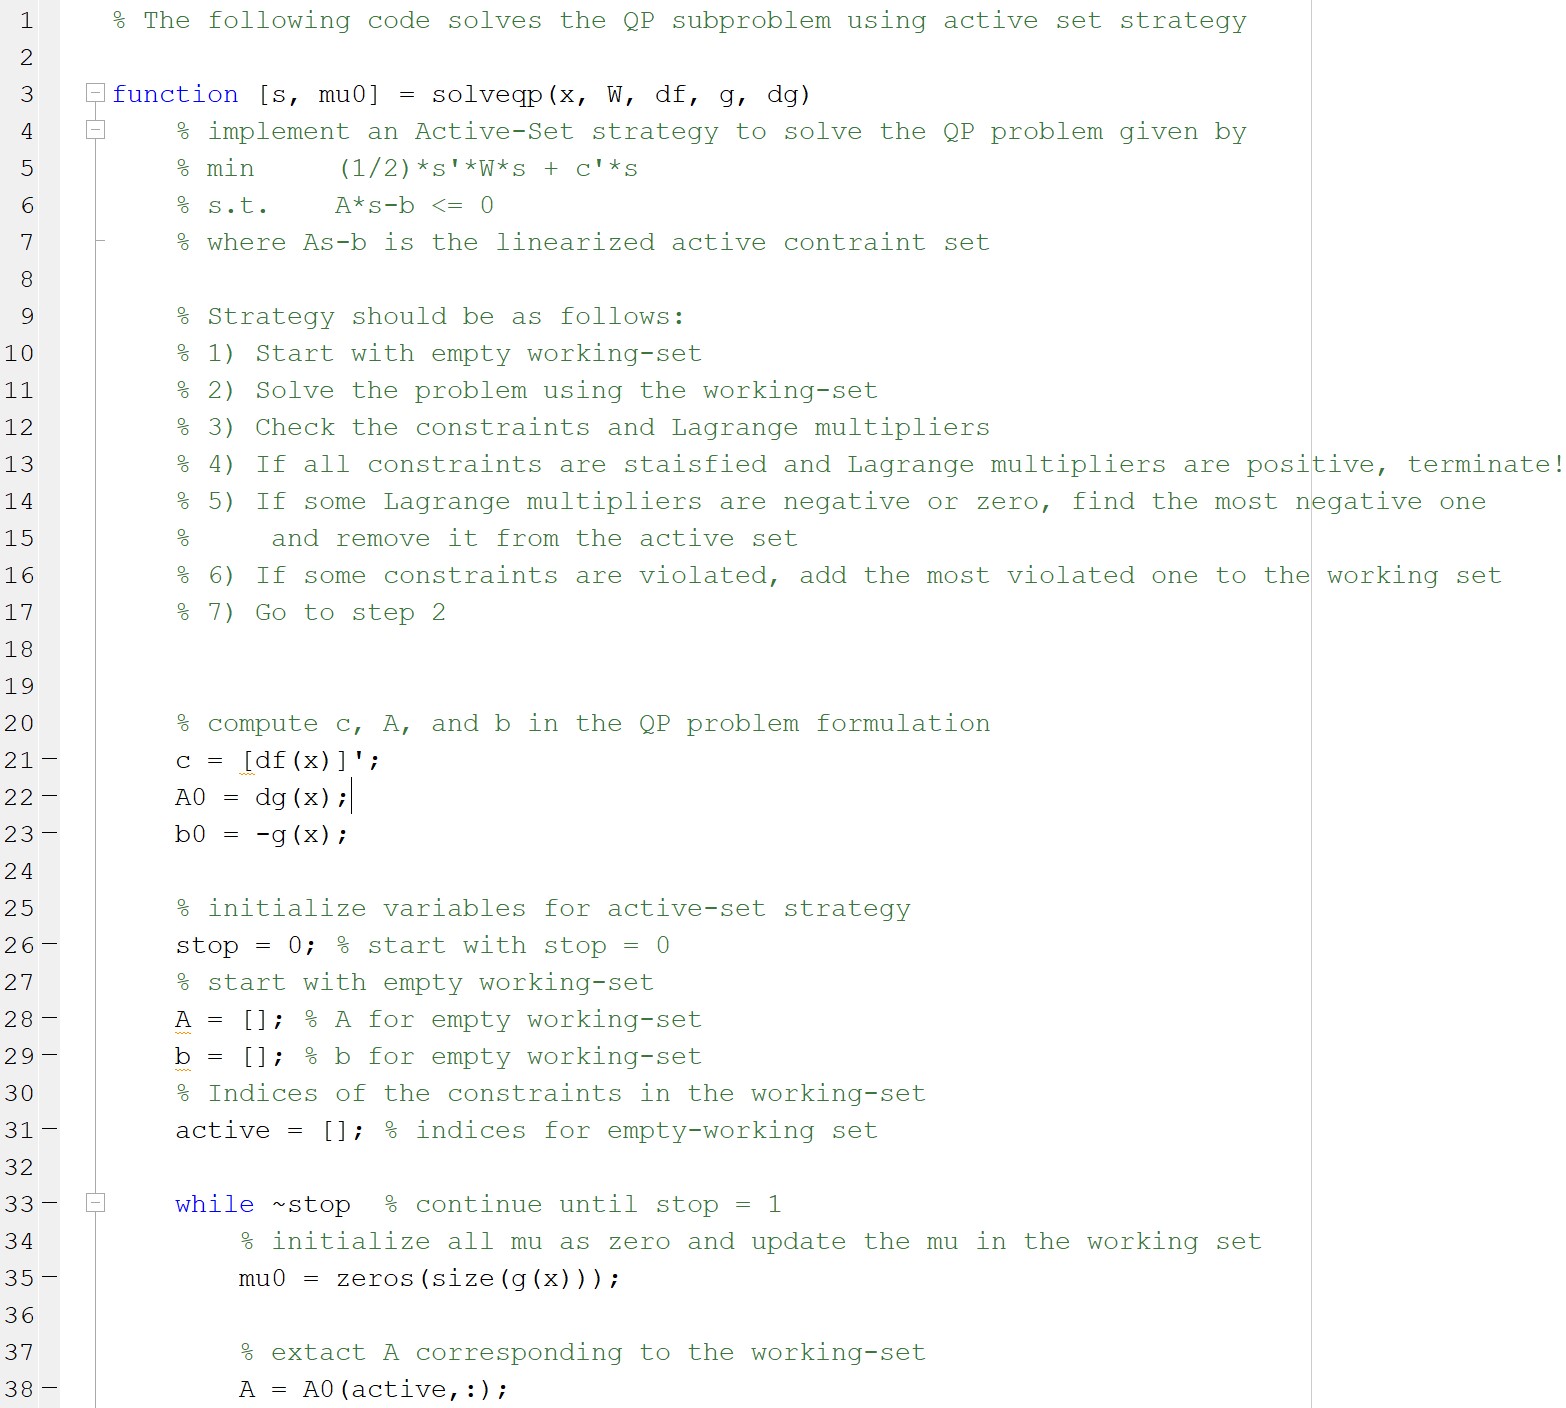 1 % The following code solves the QP subproblem using active set strategy
2
3 function [s, mu0] = solveqp(x, W, df, g, dg)
4 % implement an Active-Set strategy to solve the QP problem given by
5 % min (1/2)*s'*W*s + c'*s
6 % s.t. A*s-b <= 0
7 % where As-b is the linearized active contraint set
8
9 % Strategy should be as follows:
10 % 1) Start with empty working-set
11 % 2) Solve the problem using the working-set
12 % 3) Check the constraints and Lagrange multipliers
13 % 4) If all constraints are staisfied and Lagrange multipliers are positive, terminate!
14 % 5) If some Lagrange multipliers are negative or zero, find the most negative one
15 % and remove it from the active set
16 % 6) If some constraints are violated, add the most violated one to the working set
17 % 7) Go to step 2
18
19
20 % compute c, A, and b in the QP problem formulation
21 c = [df(x)]';
22 A0 = dg(x);
23 b0 = -g(x);
24
25 % initialize variables for active-set strategy
26 stop = 0; % start with stop = 0
27 % start with empty working-set
28 A = []; % A for empty working-set
29 b = []; % b for empty working-set
30 % Indices of the constraints in the working-set
31 active = []; % indices for empty-working set
32
33 while ~stop % continue until stop = 1
34 % initialize all mu as zero and update the mu in the working set
35 mu0 = zeros(size(g(x)));
36
37 % extact A corresponding to the working-set
38 A = A0(active,:);